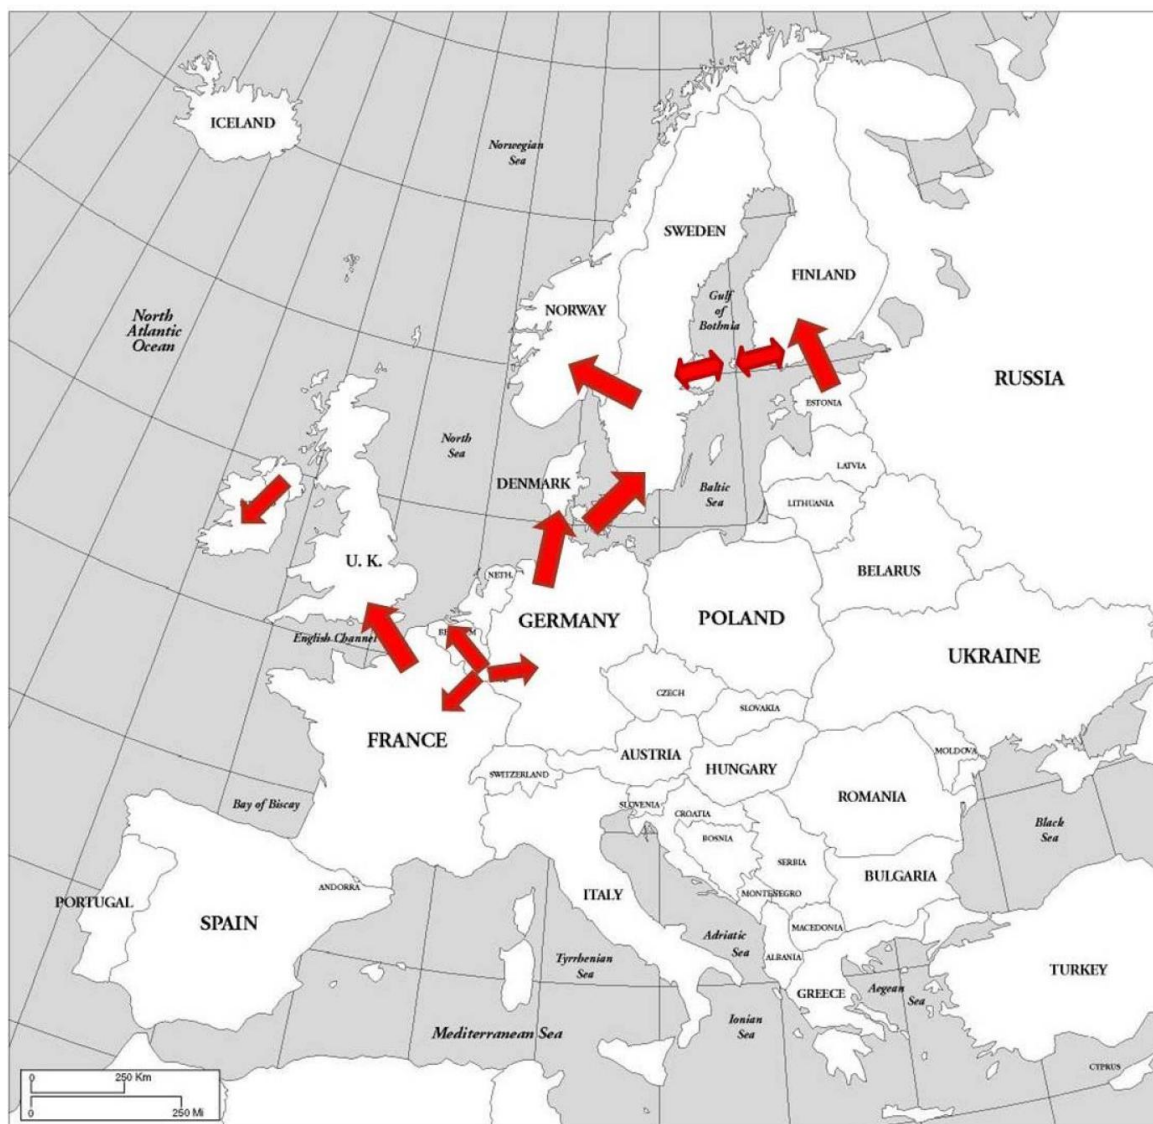 ICELAND
Norwegian
Sea
SWEDEN
FINLAND
NORWAY
Gulf
of
Bothnia
North
Atlantic
Ocean
RUSSIA
ESTONIA
North
Sea
LATVIA
DENMARK
Baltic
Sea
LITHUANIA
U. K.
NETH.
BELARUS
GERMANY
POLAND
English Channel
UKRAINE
CZECH
SLOVAKIA
FRANCE
AUSTRIA
MOLDOVA
HUNGARY
SWITZERLAND
ROMANIA
Bay of Biscay
SLOVENIA
CROATIA
Black
Sea
BOSNIA
SERBIA
BULGARIA
ANDORRA
ITALY
MONTENEGRO
PORTUGAL
SPAIN
MACEDONIA
Adriatic
Sea
ALBANIA
Tyrrhenian
Sea
TURKEY
GREECE
Aegean
Sea
Ionian
Sea
Mediterranean Sea
CYPRUS
0 250 Km
0 250 Mi